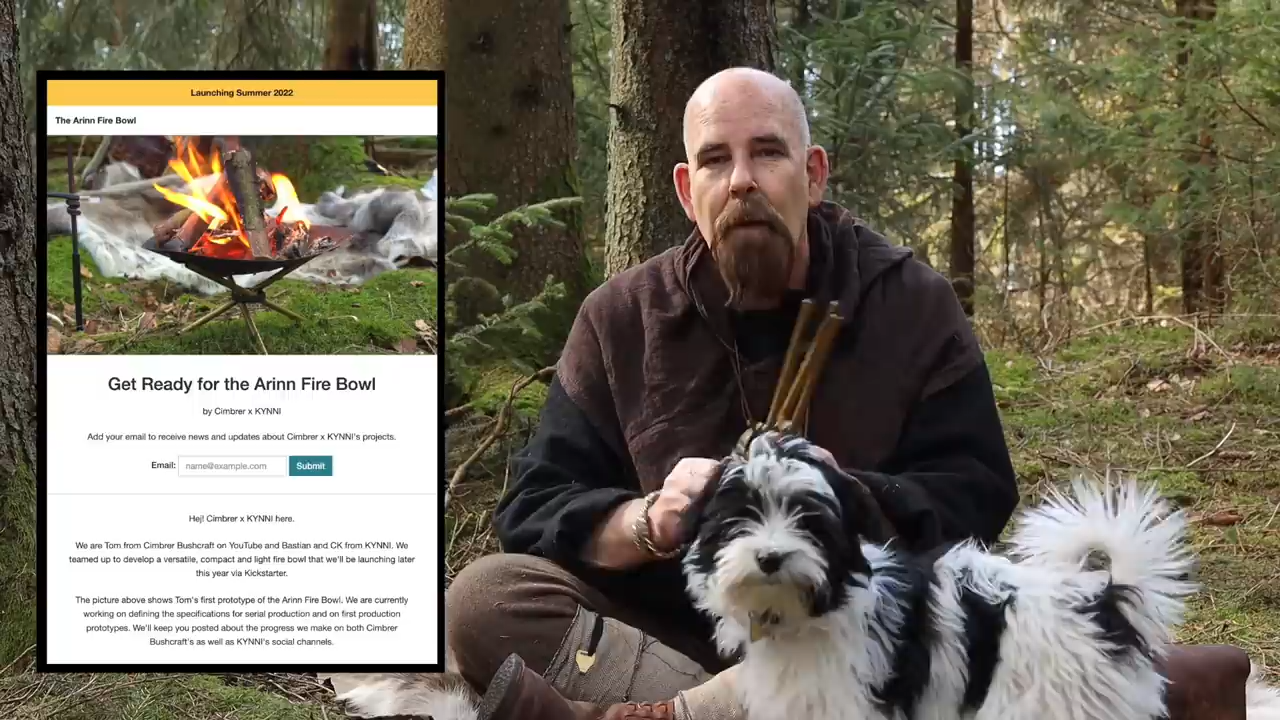 Launching Summer 2022
The Arinn Fire Bowl
Get Ready for the Arinn Fire Bowl
by Cimbrer x KYNNI
Add your email to receive news and updates about Cimbrer x KYNNI's projects.
Email: name@example.com Submit
Hej! Cimbrer x KYNNI here.
We are Tom from Cimbrer Bushcraft on YouTube and Bastian and CK from KYNNI. We
teamed up to develop a versatile, compact and light fire bowl that we'll be launching later
this year via Kickstarter.
The picture above shows Tom's first prototype of the Arinn Fire Bowl. We are currently
working on defining the specifications for serial production and on first production
prototypes. We'll keep you posted about the progress we make on both Cimbrer
Bushcraft's as well as KYNNI's social channels.